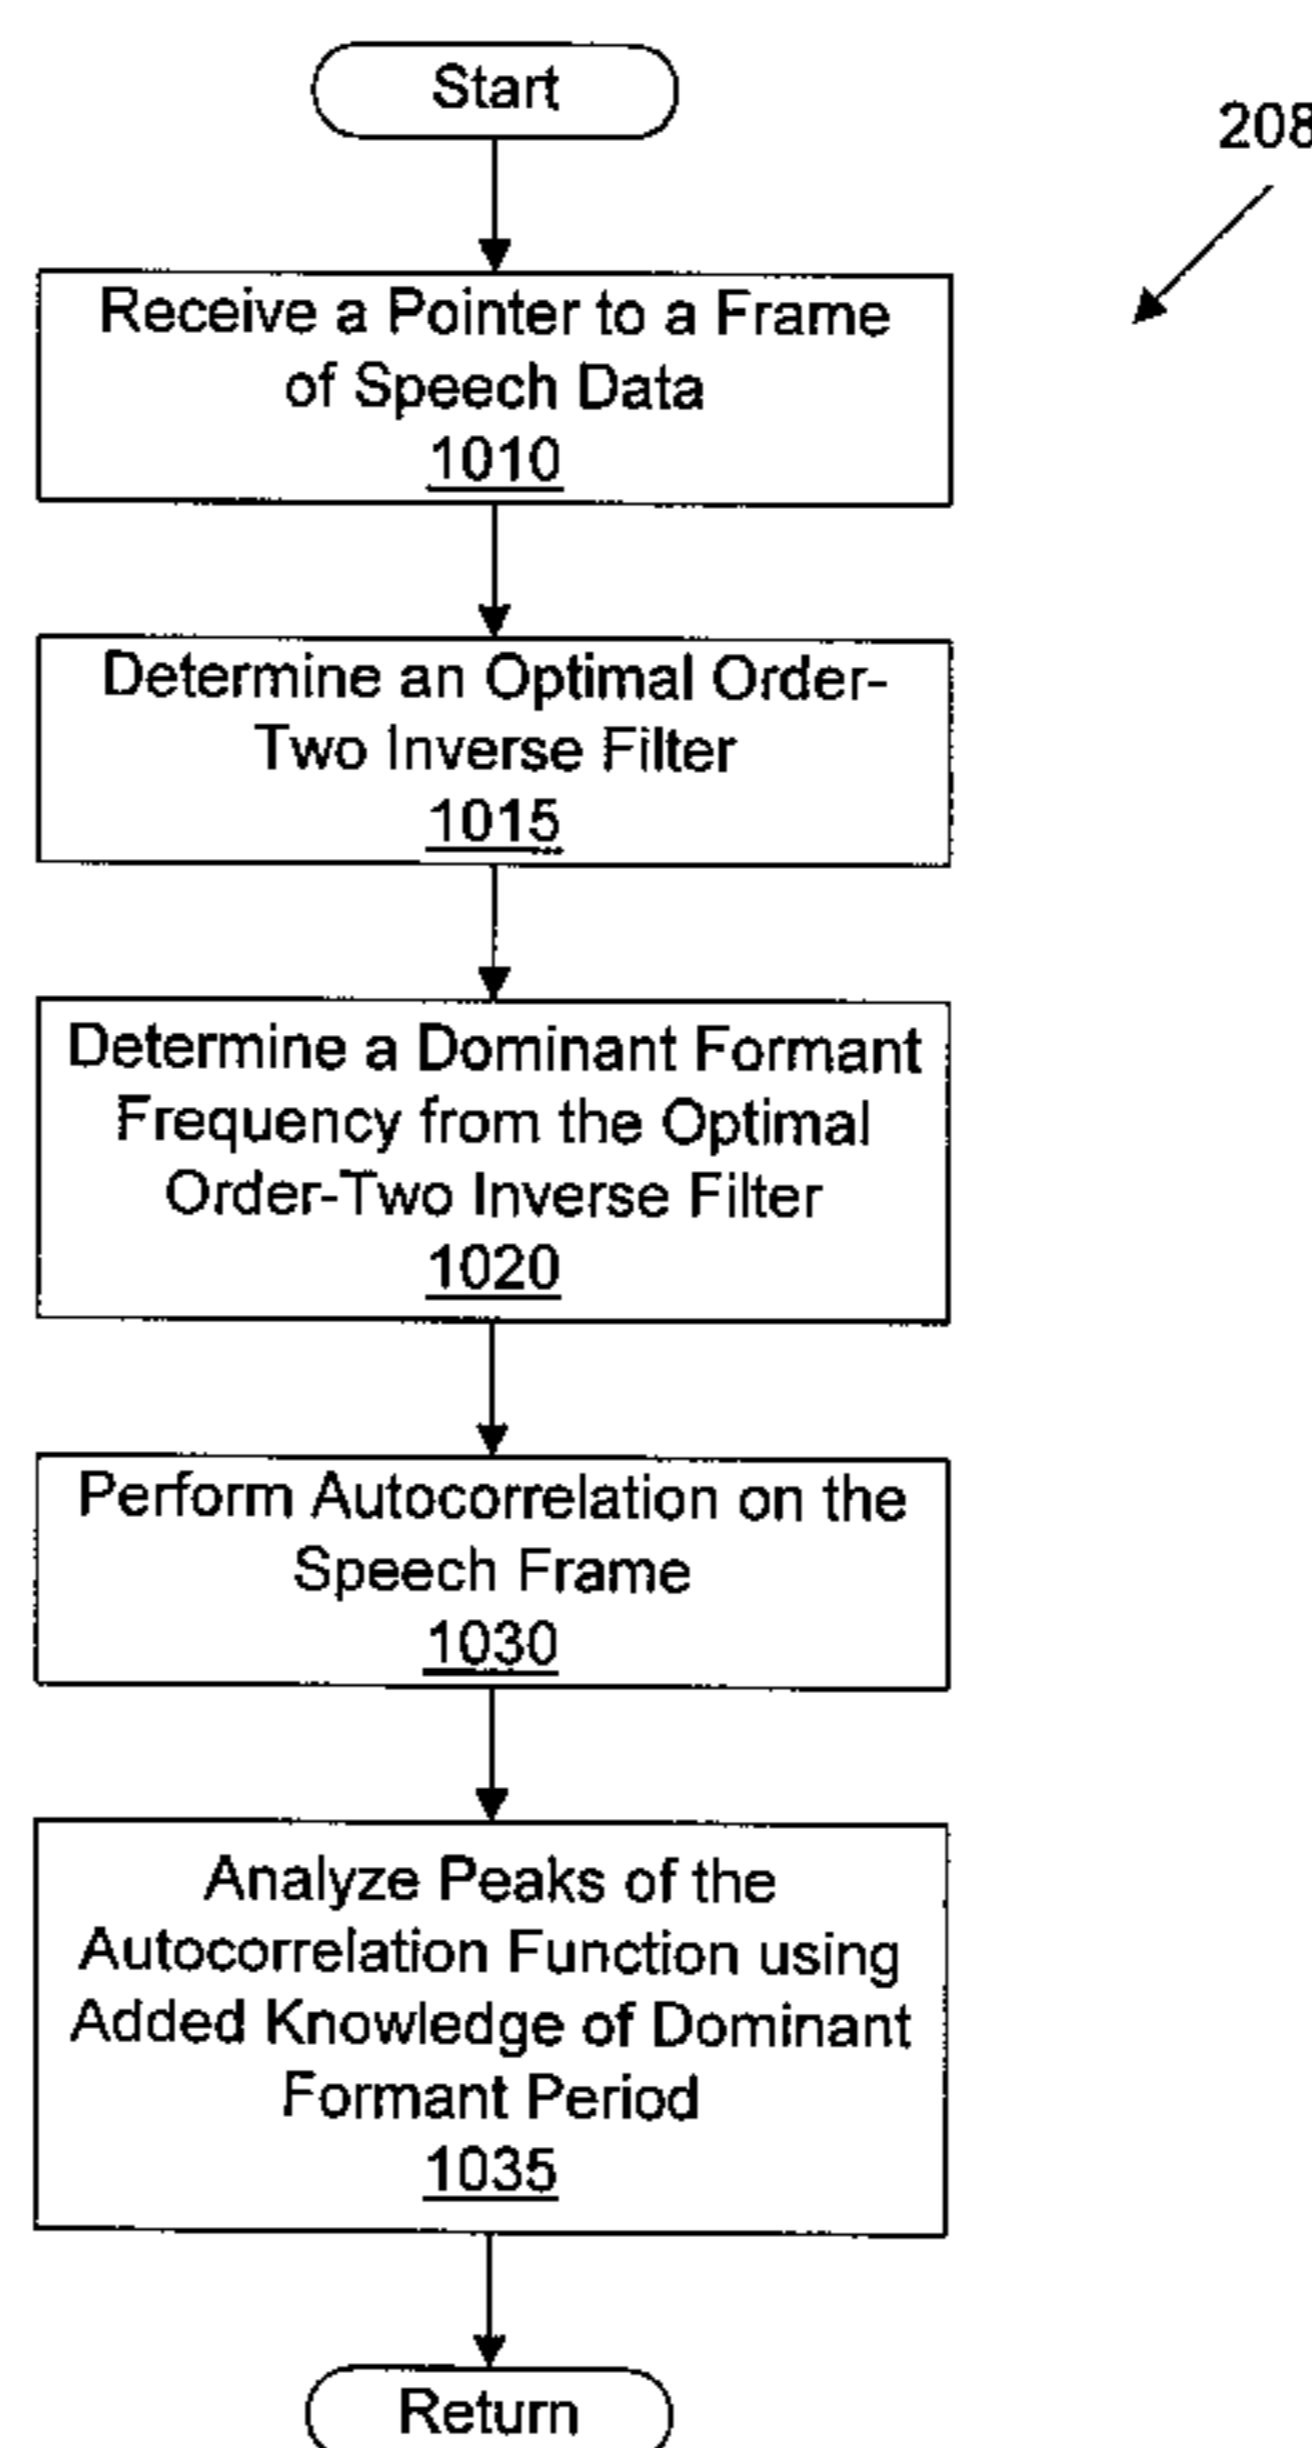 Start
208
Receive a Pointer to a Frame
of Speech Data
1010
Determine an Optimal Order-
Two Inverse Filter
1015
Determine a Dominant Formant
Frequency from the Optimal
Order-Two Inverse Filter
1020
Perform Autocorrelation on the
Speech Frame
1030
Analyze Peaks of the
Autocorrelation Function using
Added Knowledge of Dominant
Formant Period
1035
Return